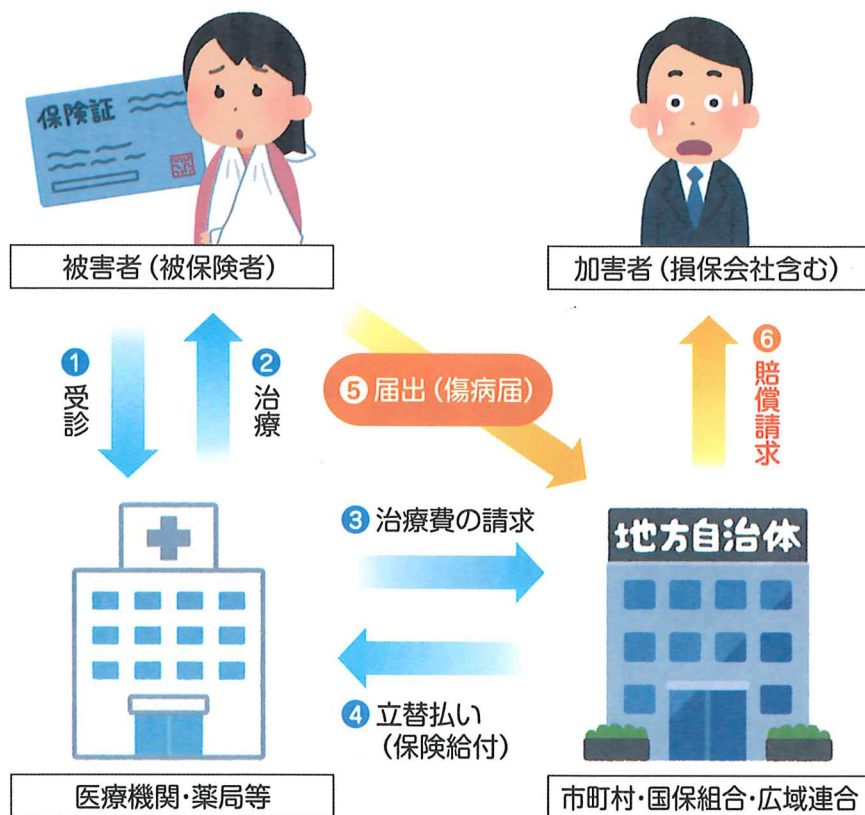 保険証
被害者（被保険者）
加害者（損保会社含む）
❶
受診
❷
治療
❺届出（傷病届）
❻
賠償請求
❸治療費の請求
地方自治体
❹立替払い
（保険給付）
医療機関・薬局等
市町村・国保組合・広域連合